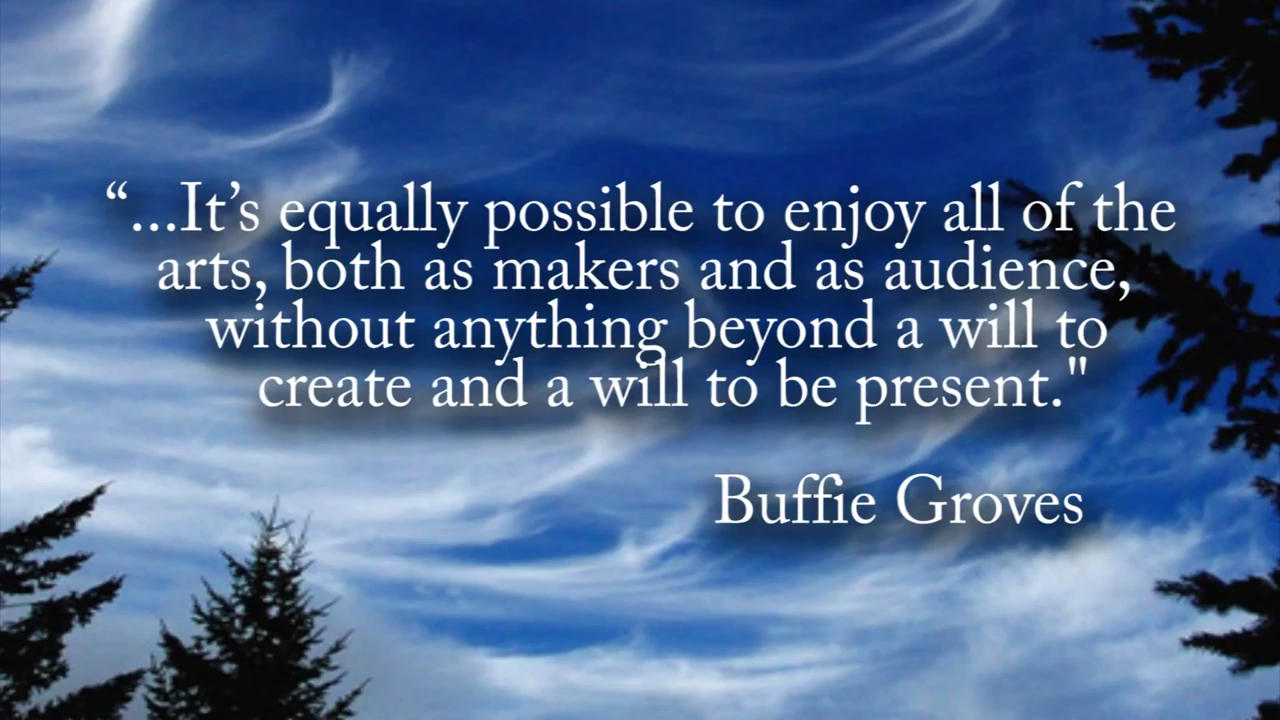 “...It’s equally possible to enjoy all of the
arts, both as makers and as audience,
without anything beyond a will to
create and a will to be present."
Buffie Groves